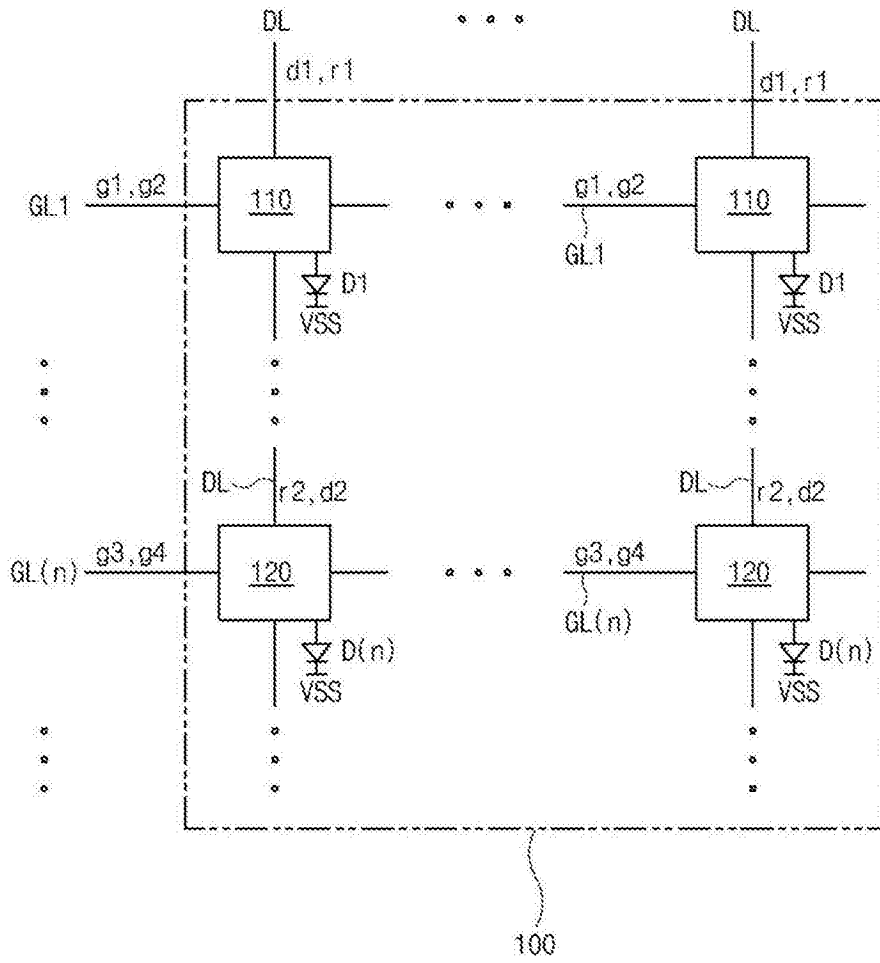 DL DL
d1,r1 d1,r1
GL1 g1,g2 110 g1,g2 110
GL1
D1 D1
VSS VSS
DL r2,d2 DL r2,d2
GL(n) g3,g4 120 g3,g4 120
GL(n)
D(n) D(n)
VSS VSS
100